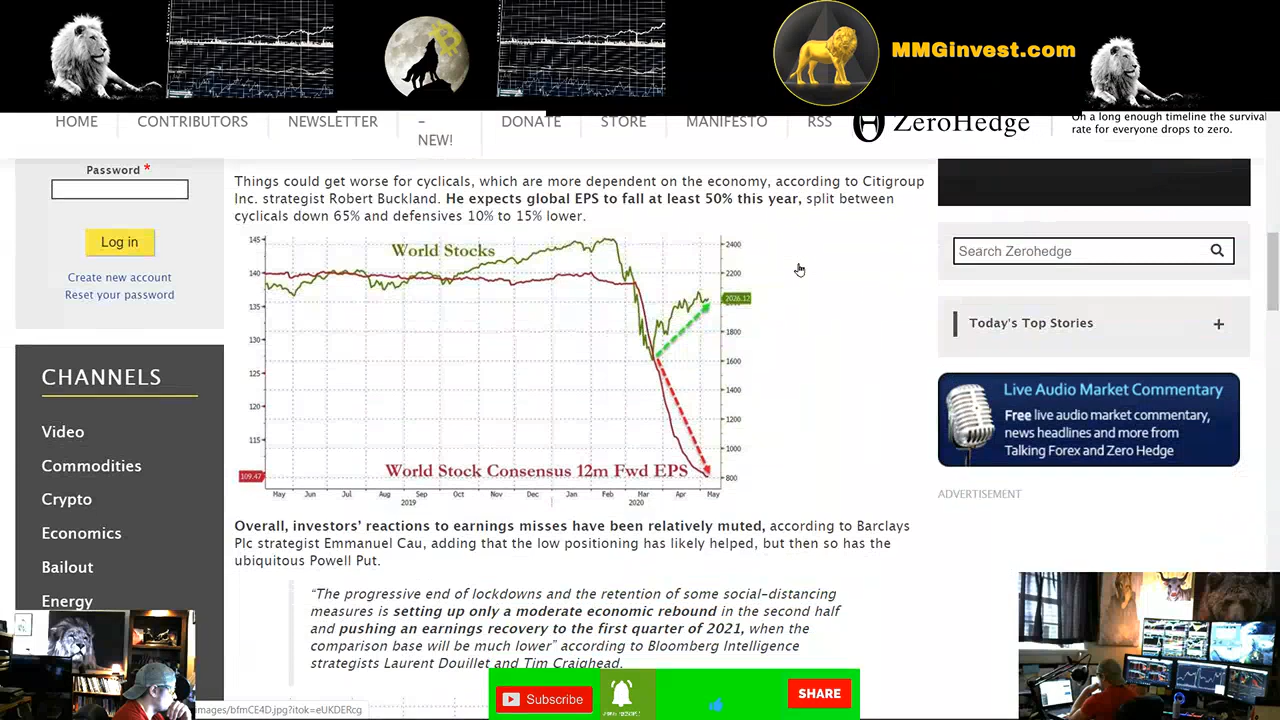 MMGinvest.com
HOME
CONTRIBUTORS
NEWSLETTER
–
NEW!
DONATE
STORE
MANIFESTO
RSS
ZeroHedge
On a long enough timeline the survival
rate for everyone drops to zero.
Password *
Log in
Create new account
Reset your password
CHANNELS
Video
Commodities
Crypto
Economics
Bailout
Energy
Things could get worse for cyclicals, which are more dependent on the economy, according to Citigroup
Inc. strategist Robert Buckland. He expects global EPS to fall at least 50% this year, split between
cyclicals down 65% and defensives 10% to 15% lower.
World Stocks
World Stock Consensus 12m Fwd EPS
145
140
135
130
125
120
115
109.47
2400
2200
2026.12
1800
1600
1400
1200
1000
800
May Jun Jul Aug Sep Oct Nov Dec Jan Feb Mar Apr May
2019 2020
Overall, investors' reactions to earnings misses have been relatively muted, according to Barclays
Plc strategist Emmanuel Cau, adding that the low positioning has likely helped, but then so has the
ubiquitous Powell Put.
“The progressive end of lockdowns and the retention of some social-distancing
measures is setting up only a moderate economic rebound in the second half
and pushing an earnings recovery to the first quarter of 2021, when the
comparison base will be much lower” according to Bloomberg Intelligence
strategists Laurent Douillet and Tim Craighead.
Search Zerohedge
Today's Top Stories
+
Live Audio Market Commentary
Free live audio market commentary,
news headlines and more from
Talking Forex and Zero Hedge
ADVERTISEMENT
images/bfmCE4D.jpg?itok=eUKDERcg
Subscribe
SHARE